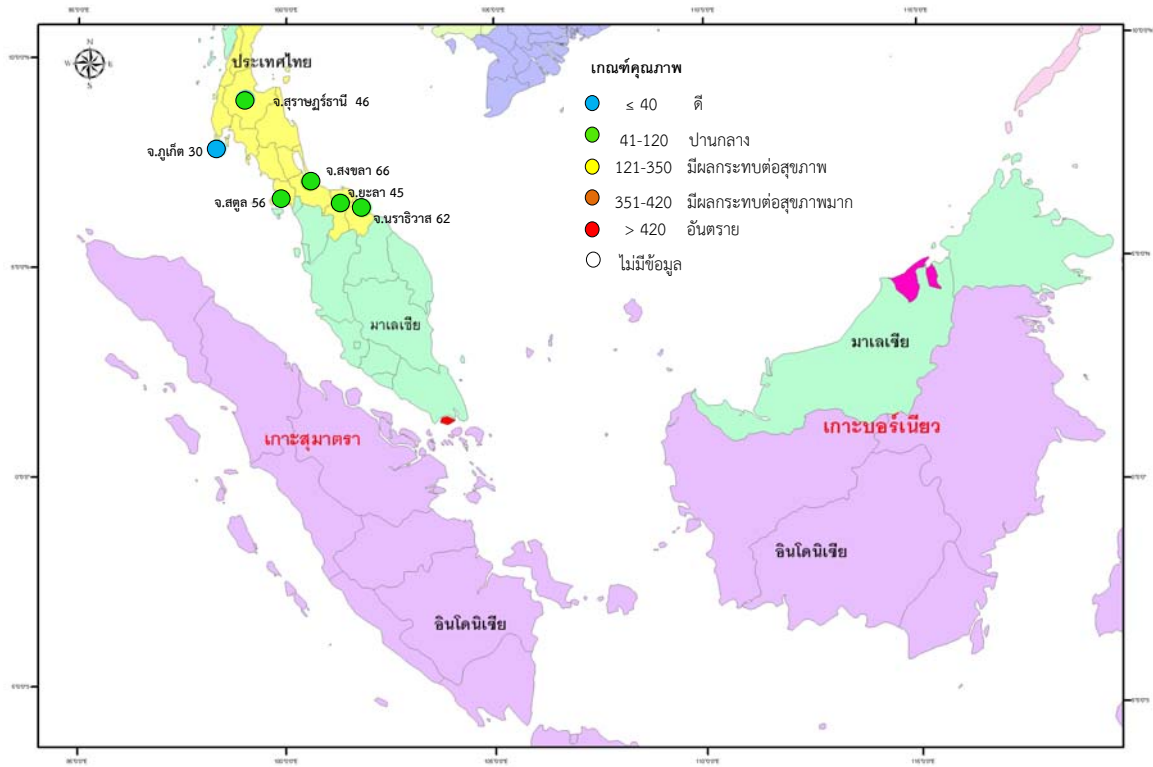 N
W
E
S
ประเทศไทย
จ.สุราษฎร์ธานี 46
จ.ภูเก็ต 30
จ.สงขลา 66
จ.ยะลา 45
จ.สตูล 56
จ.นราธิวาส 62
เกณฑ์คุณภาพ
≤ 40 ดี
41-120 ปานกลาง
121-350 มีผลกระทบต่อสุขภาพ
351-420 มีผลกระทบต่อสุขภาพมาก
> 420 อันตราย
ไม่มีข้อมูล
มาเลเซีย
มาเลเซีย
เกาะสุมาตรา
เกาะบอร์เนียว
อินโดนิเซีย
อินโดนิเซีย